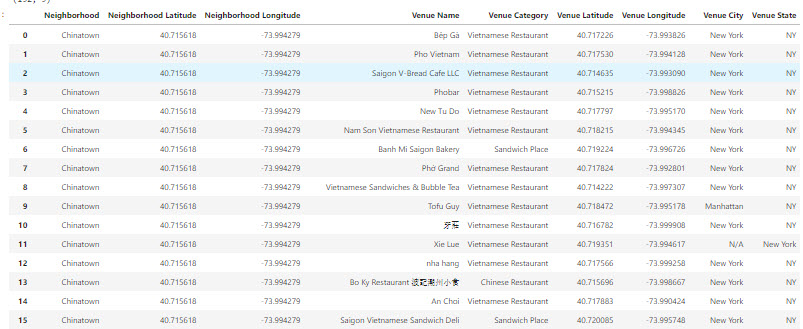 Neighborhood Neighborhood Latitude Neighborhood Longitude Venue Name Venue Category Venue Latitude Venue Longitude Venue City Venue State
0 Chinatown 40.715618 -73.994279 Bếp Gà Vietnamese Restaurant 40.717226 -73.993826 New York NY
1 Chinatown 40.715618 -73.994279 Pho Vietnam Vietnamese Restaurant 40.717530 -73.994128 New York NY
2 Chinatown 40.715618 -73.994279 Saigon V-Bread Cafe LLC Vietnamese Restaurant 40.714635 -73.993090 New York NY
3 Chinatown 40.715618 -73.994279 Phobar Vietnamese Restaurant 40.715215 -73.998826 New York NY
4 Chinatown 40.715618 -73.994279 New Tu Do Vietnamese Restaurant 40.717797 -73.995170 New York NY
5 Chinatown 40.715618 -73.994279 Nam Son Vietnamese Restaurant Vietnamese Restaurant 40.718215 -73.994345 New York NY
6 Chinatown 40.715618 -73.994279 Banh Mi Saigon Bakery Sandwich Place 40.719224 -73.996726 New York NY
7 Chinatown 40.715618 -73.994279 Phở Grand Vietnamese Restaurant 40.717824 -73.992801 New York NY
8 Chinatown 40.715618 -73.994279 Vietnamese Sandwiches & Bubble Tea Vietnamese Restaurant 40.714222 -73.997307 New York NY
9 Chinatown 40.715618 -73.994279 Tofu Guy Vietnamese Restaurant 40.718472 -73.995178 Manhattan NY
10 Chinatown 40.715618 -73.994279 Vietnamese Restaurant 40.716782 -73.999908 New York NY
11 Chinatown 40.715618 -73.994279 Xie Lue Vietnamese Restaurant 40.719351 -73.994617 N/A New York
12 Chinatown 40.715618 -73.994279 nha hang Vietnamese Restaurant 40.717566 -73.999258 New York NY
13 Chinatown 40.715618 -73.994279 Bo Ky Restaurant 波記潮州小食 Chinese Restaurant 40.715696 -73.998667 New York NY
14 Chinatown 40.715618 -73.994279 An Choi Vietnamese Restaurant 40.717883 -73.990424 New York NY
15 Chinatown 40.715618 -73.994279 Saigon Vietnamese Sandwich Deli Sandwich Place 40.720085 -73.995748 New York NY